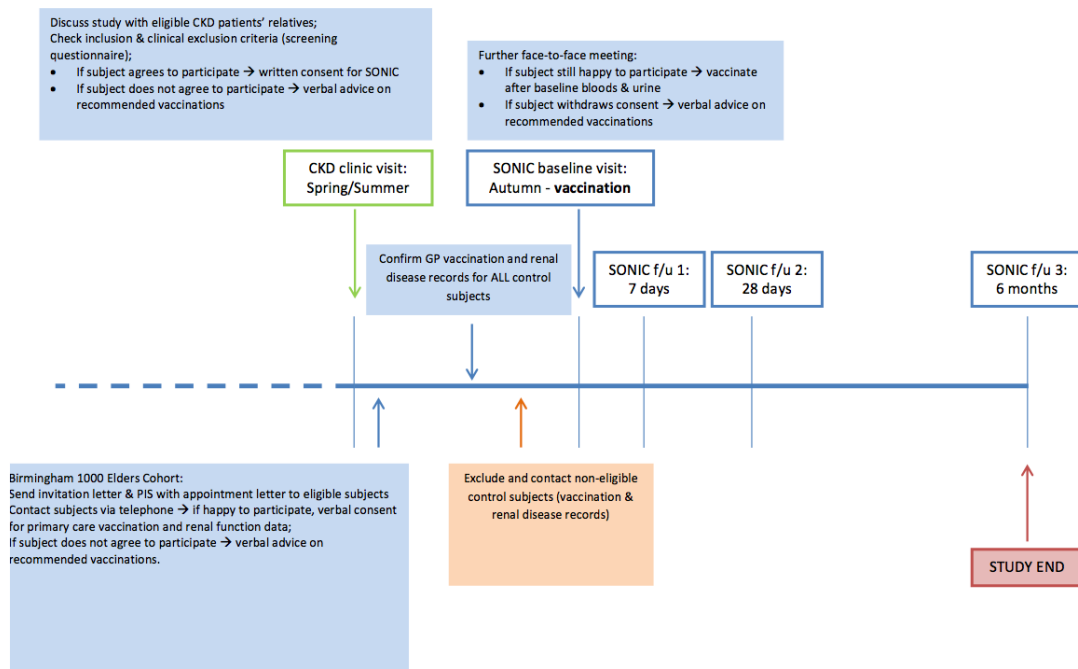 Discuss study with eligible CKD patients' relatives;
Check inclusion & clinical exclusion criteria (screening
questionnaire);
• If subject agrees to participate → written consent for SONIC
• If subject does not agree to participate → verbal advice on
recommended vaccinations
Further face-to-face meeting:
• If subject still happy to participate → vaccinate
after baseline bloods & urine
• If subject withdraws consent → verbal advice on
recommended vaccinations
CKD clinic visit:
Spring/Summer
SONIC baseline visit:
Autumn - vaccination
Confirm GP vaccination and renal
disease records for ALL control
subjects
SONIC f/u 1:
7 days
SONIC f/u 2:
28 days
SONIC f/u 3:
6 months
Birmingham 1000 Elders Cohort:
Send invitation letter & PIS with appointment letter to eligible subjects
Contact subjects via telephone → if happy to participate, verbal consent
for primary care vaccination and renal function data;
If subject does not agree to participate → verbal advice on
recommended vaccinations.
Exclude and contact non-eligible
control subjects (vaccination &
renal disease records)
STUDY END